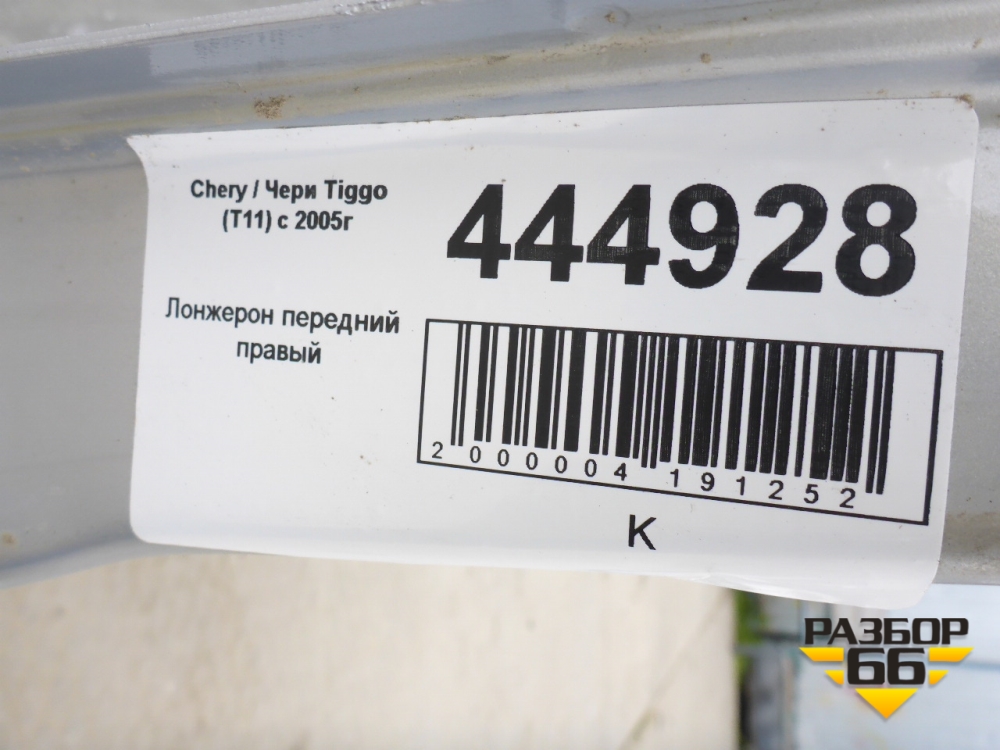 Chery / Чери Tiggo
(T11) с 2005г
444928
Лонжерон передний
правый
2 000004 191252
K
РАЗБОР
66